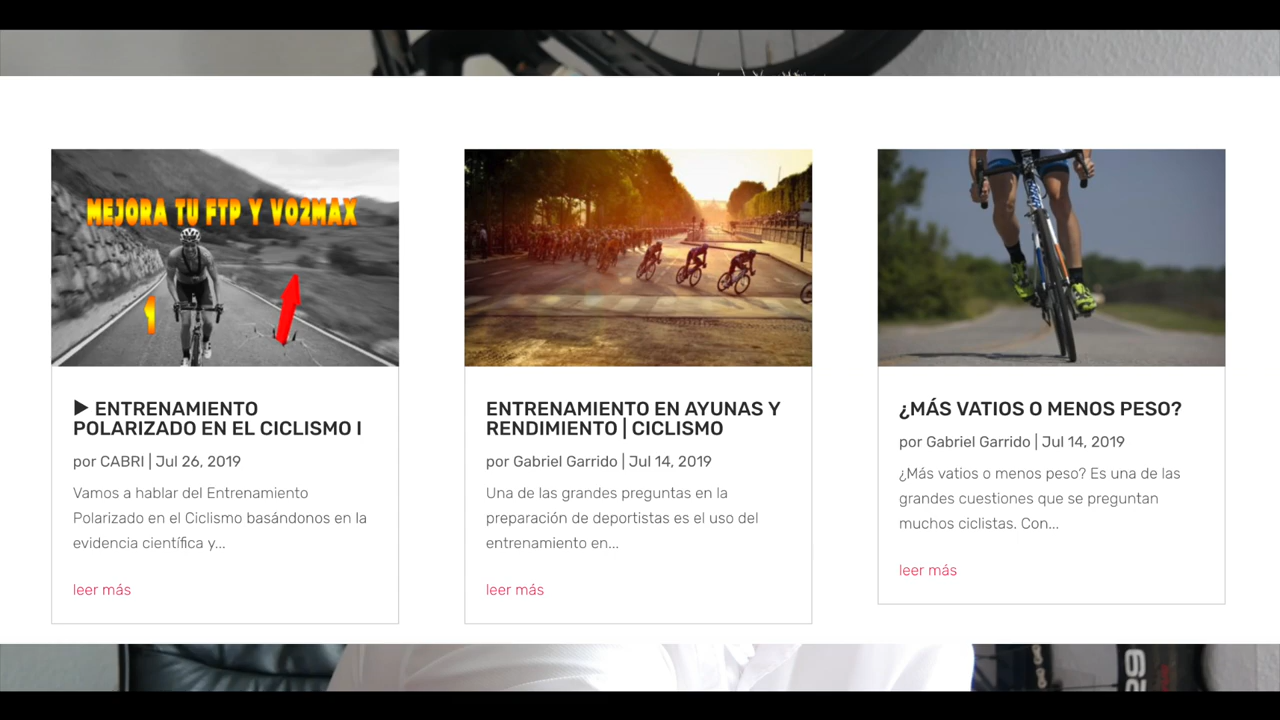 MEJORA TU FTP Y VO2MAX
1
▶ ENTRENAMIENTO
POLARIZADO EN EL CICLISMO I
por CABRI | Jul 26, 2019
Vamos a hablar del Entrenamiento
Polarizado en el Ciclismo basándonos en la
evidencia científica y...
leer más
ENTRENAMIENTO EN AYUNAS Y
RENDIMIENTO | CICLISMO
por Gabriel Garrido | Jul 14, 2019
Una de las grandes preguntas en la
preparación de deportistas es el uso del
entrenamiento en...
leer más
¿MÁS VATIOS O MENOS PESO?
por Gabriel Garrido | Jul 14, 2019
¿Más vatios o menos peso? Es una de las
grandes cuestiones que se preguntan
muchos ciclistas. Con...
leer más
29